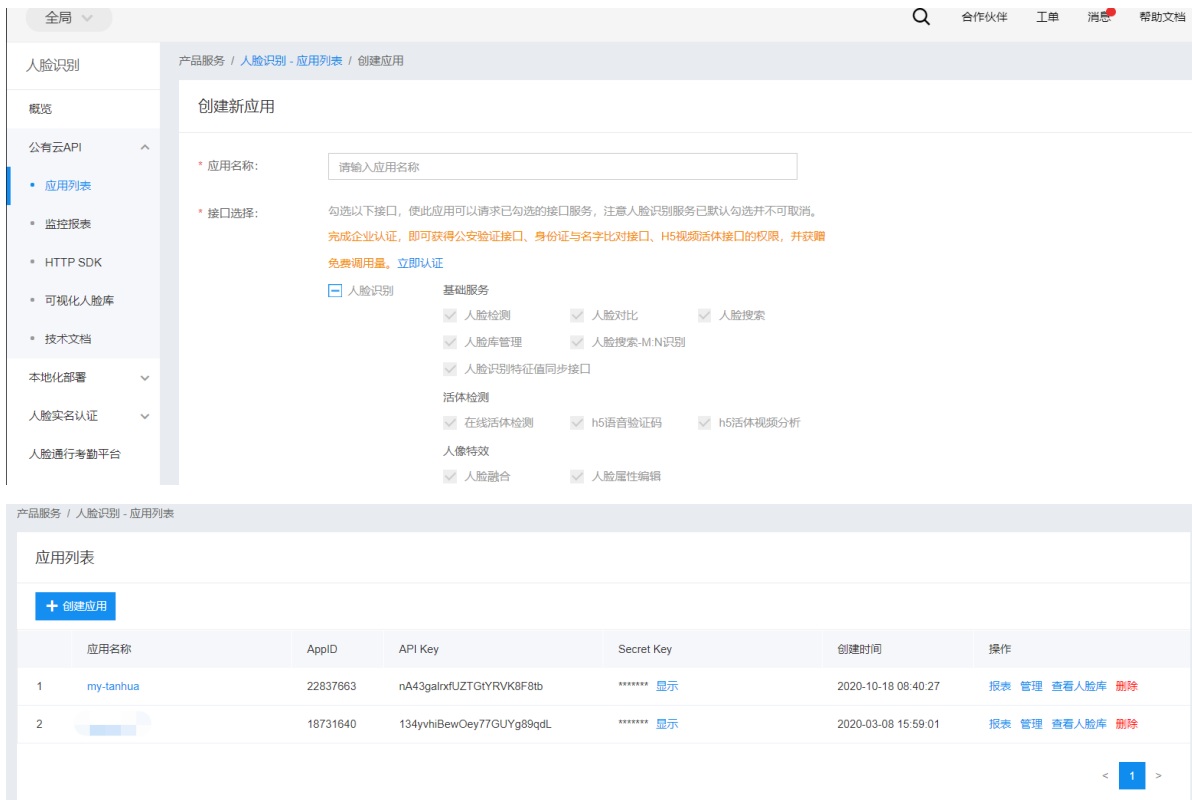 全局
合作伙伴 工单 消息 帮助文档
人脸识别
产品服务 / 人脸识别 - 应用列表 / 创建应用
概览
公有云API
应用列表
监控报表
HTTP SDK
可视化人脸库
技术文档
本地化部署
人脸实名认证
人脸通行考勤平台
创建新应用
* 应用名称: 请输入应用名称
* 接口选择: 勾选以下接口，使此应用可以请求已勾选的接口服务，注意人脸识别服务已默认勾选并不可取消。
完成企业认证，即可获得公安验证接口、身份证与名字比对接口、H5视频活体接口的权限，并获赠
免费调用量。立即认证
人脸识别 基础服务
人脸检测 人脸对比 人脸搜索
人脸库管理 人脸搜索-M:N识别
人脸识别特征值同步接口
活体检测
在线活体检测 h5语音验证码 h5活体视频分析
人像特效
人脸融合 人脸属性编辑
产品服务 / 人脸识别 - 应用列表
应用列表
+ 创建应用
应用名称 AppID API Key Secret Key 创建时间 操作
1 my-tanhua 22837663 nA43galrxfUZTGtYRVK8F8tb ******* 显示 2020-10-18 08:40:27 报表 管理 查看人脸库 删除
2 18731640 134yvhiBewOey77GUYg89qdL ******* 显示 2020-03-08 15:59:01 报表 管理 查看人脸库 删除
< 1 >